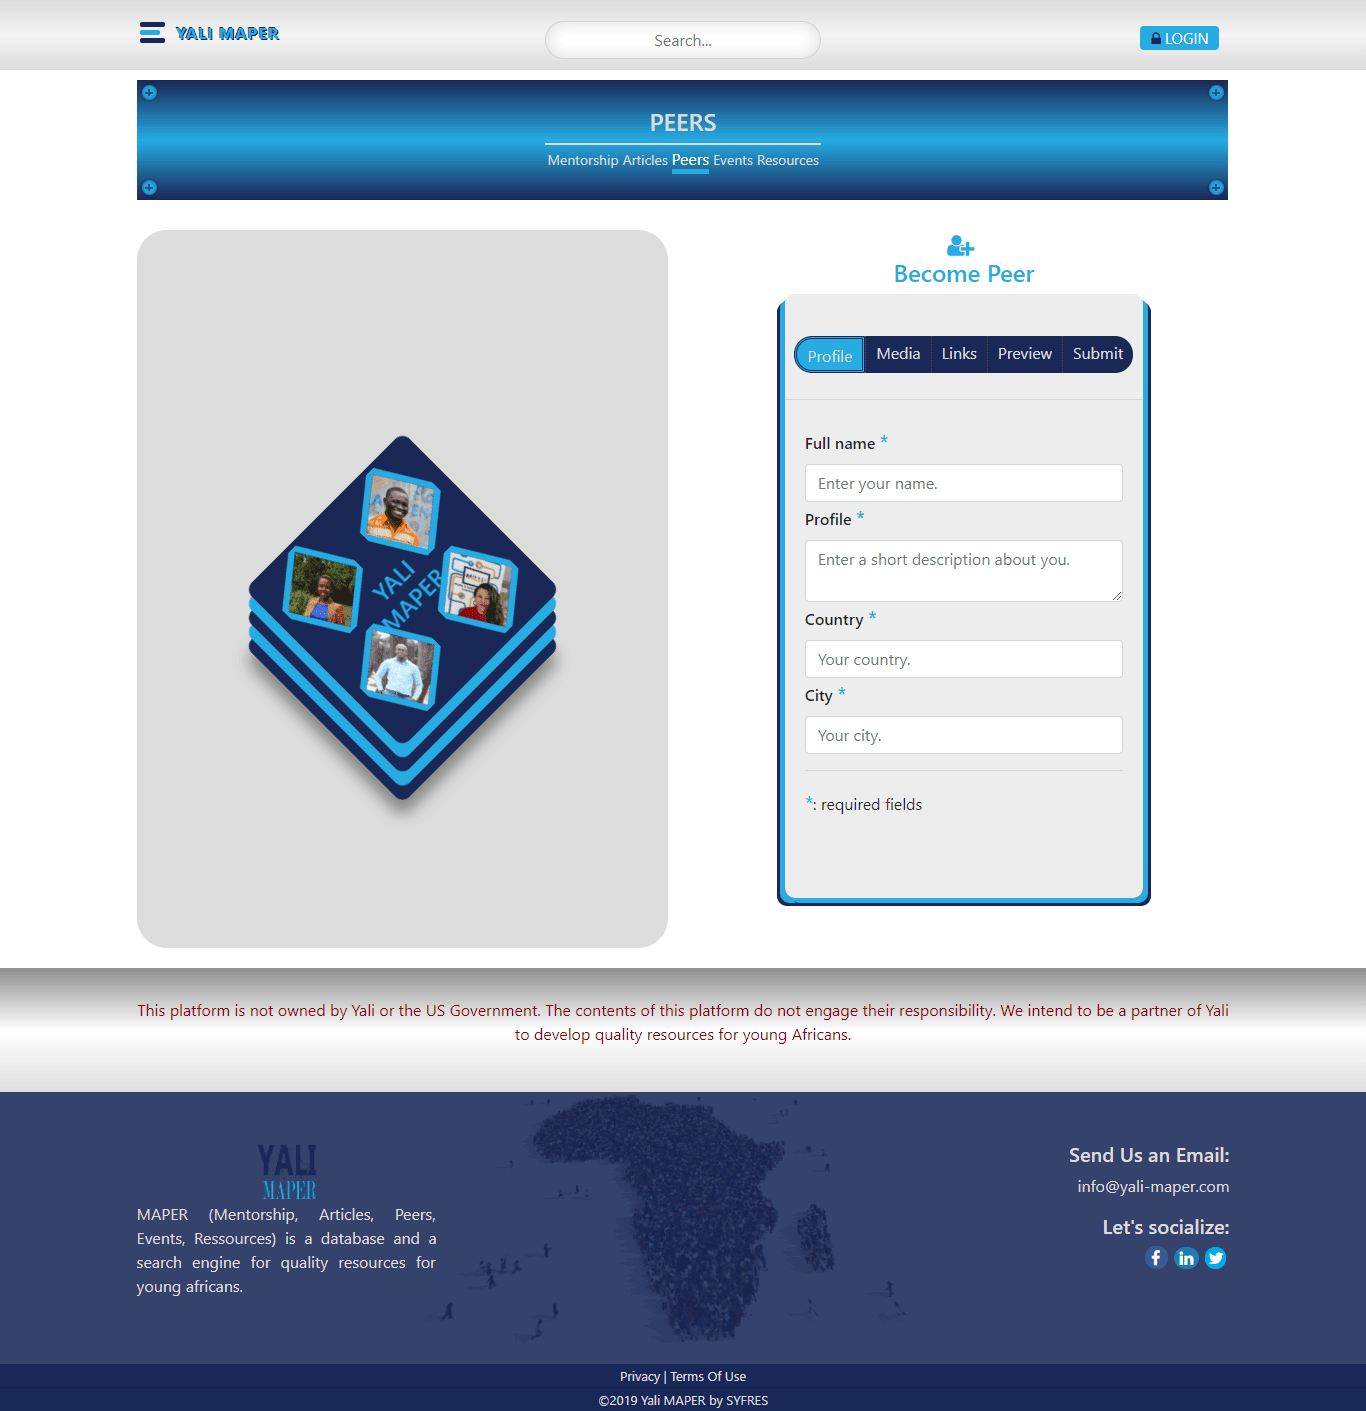 YALI MAPER
Search...
LOGIN
PEERS
Mentorship Articles Peers Events Resources
YALI
MAPER
Become Peer
Profile Media Links Preview Submit
Full name *
Enter your name.
Profile *
Enter a short description about you.
Country *
Your country.
City *
Your city.
*: required fields
This platform is not owned by Yali or the US Government. The contents of this platform do not engage their responsibility. We intend to be a partner of Yali
to develop quality resources for young Africans.
YALI
MAPER
MAPER (Mentorship, Articles, Peers,
Events, Ressources) is a database and a
search engine for quality resources for
young africans.
Send Us an Email:
info@yali-maper.com
Let's socialize:
Privacy | Terms Of Use
©2019 Yali MAPER by SYFRES